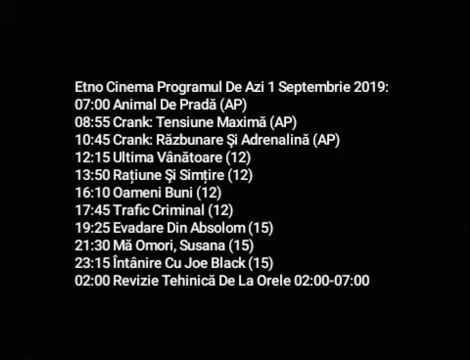 Etno Cinema Programul De Azi 1 Septembrie 2019:
07:00 Animal De Pradă (AP)
08:55 Crank: Tensiune Maximă (AP)
10:45 Crank: Răzbunare Şi Adrenalină (AP)
12:15 Ultima Vânătoare (12)
13:50 Rațiune Şi Simțire (12)
16:10 Oameni Buni (12)
17:45 Trafic Criminal (12)
19:25 Evadare Din Absolom (15)
21:30 Mă Omori, Susana (15)
23:15 Întânire Cu Joe Black (15)
02:00 Revizie Tehinică De La Orele 02:00-07:00